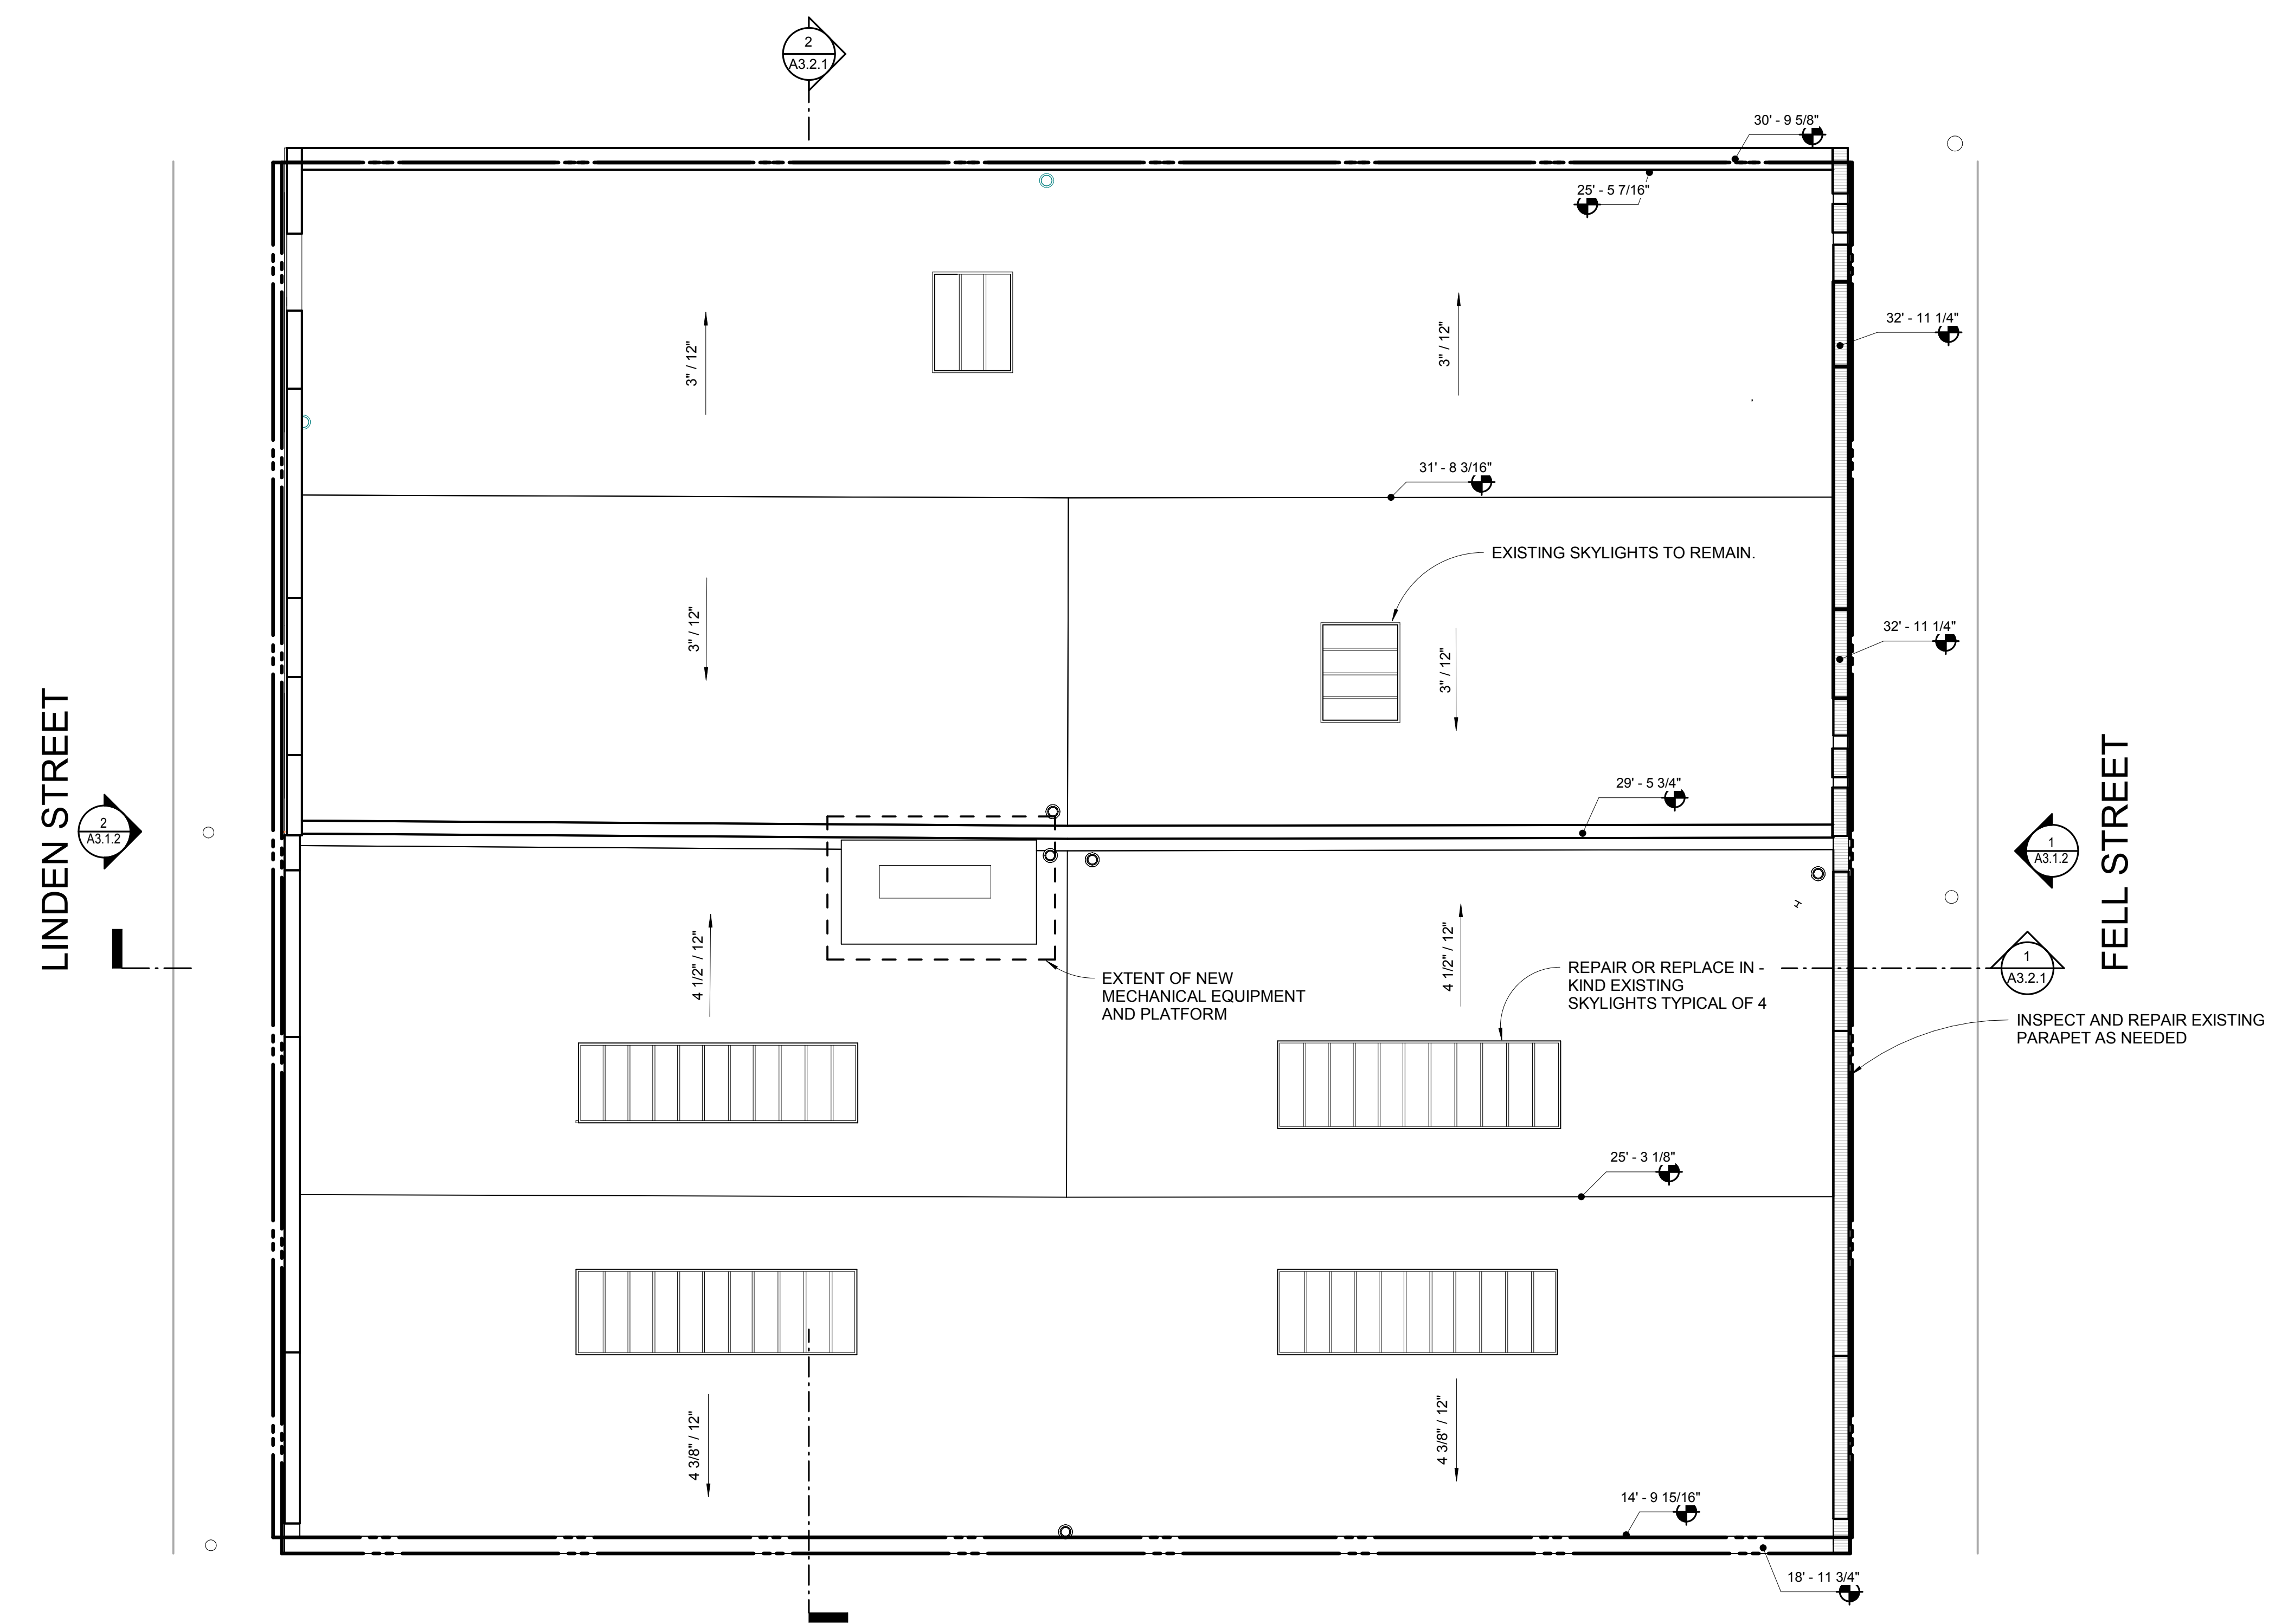 2
A3.2.1
30' - 9 5/8"
25' - 5 7/16"
32' - 11 1/4"
3" / 12"
3" / 12"
31' - 8 3/16"
EXISTING SKYLIGHTS TO REMAIN.
3" / 12"
3" / 12"
32' - 11 1/4"
LINDEN STREET
2
A3.1.2
29' - 5 3/4"
1
A3.1.2
FELL STREET
4 1/2" / 12"
4 1/2" / 12"
EXTENT OF NEW
MECHANICAL EQUIPMENT
AND PLATFORM
REPAIR OR REPLACE IN -
KIND EXISTING
SKYLIGHTS TYPICAL OF 4
1
A3.2.1
INSPECT AND REPAIR EXISTING
PARAPET AS NEEDED
25' - 3 1/8"
4 3/8" / 12"
4 3/8" / 12"
14' - 9 15/16"
18' - 11 3/4"